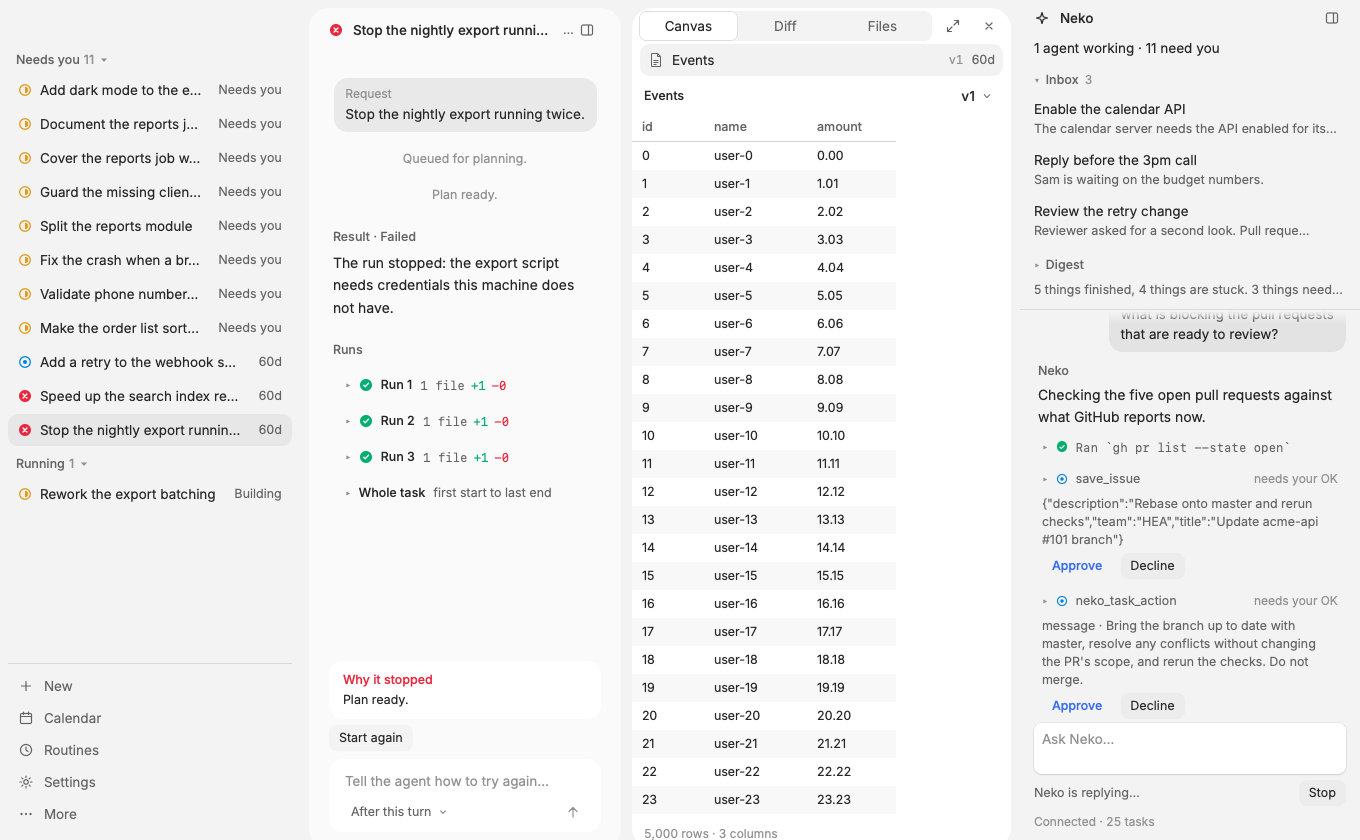 Needs you 11
Add dark mode to the e... Needs you
Document the reports j... Needs you
Cover the reports job w... Needs you
Guard the missing clien... Needs you
Split the reports module Needs you
Fix the crash when a br... Needs you
Validate phone number... Needs you
Make the order list sort... Needs you
Add a retry to the webhook s... 60d
Speed up the search index re... 60d
Stop the nightly export runnin... 60d
Running 1
Rework the export batching Building
New
Calendar
Routines
Settings
More
Stop the nightly export runni... ...
Request
Stop the nightly export running twice.
Queued for planning.
Plan ready.
Result · Failed
The run stopped: the export script
needs credentials this machine does
not have.
Runs
Run 1 1 file +1 −0
Run 2 1 file +1 −0
Run 3 1 file +1 −0
Whole task first start to last end
Why it stopped
Plan ready.
Start again
Tell the agent how to try again...
After this turn
Canvas Diff Files
Events v1 60d
Events v1
id name amount
0 user-0 0.00
1 user-1 1.01
2 user-2 2.02
3 user-3 3.03
4 user-4 4.04
5 user-5 5.05
6 user-6 6.06
7 user-7 7.07
8 user-8 8.08
9 user-9 9.09
10 user-10 10.10
11 user-11 11.11
12 user-12 12.12
13 user-13 13.13
14 user-14 14.14
15 user-15 15.15
16 user-16 16.16
17 user-17 17.17
18 user-18 18.18
19 user-19 19.19
20 user-20 20.20
21 user-21 21.21
22 user-22 22.22
23 user-23 23.23
5,000 rows · 3 columns
Neko
1 agent working · 11 need you
Inbox 3
Enable the calendar API
The calendar server needs the API enabled for its...
Reply before the 3pm call
Sam is waiting on the budget numbers.
Review the retry change
Reviewer asked for a second look. Pull reque...
Digest
5 things finished, 4 things are stuck. 3 things need...
what is blocking the pull requests
that are ready to review?
Neko
Checking the five open pull requests against
what GitHub reports now.
Ran `gh pr list --state open`
save_issue needs your OK
{"description":"Rebase onto master and rerun
checks","team":"HEA","title":"Update acme-api
#101 branch"}
Approve Decline
neko_task_action needs your OK
message · Bring the branch up to date with
master, resolve any conflicts without changing
the PR's scope, and rerun the checks. Do not
merge.
Approve Decline
Ask Neko...
Neko is replying... Stop
Connected · 25 tasks